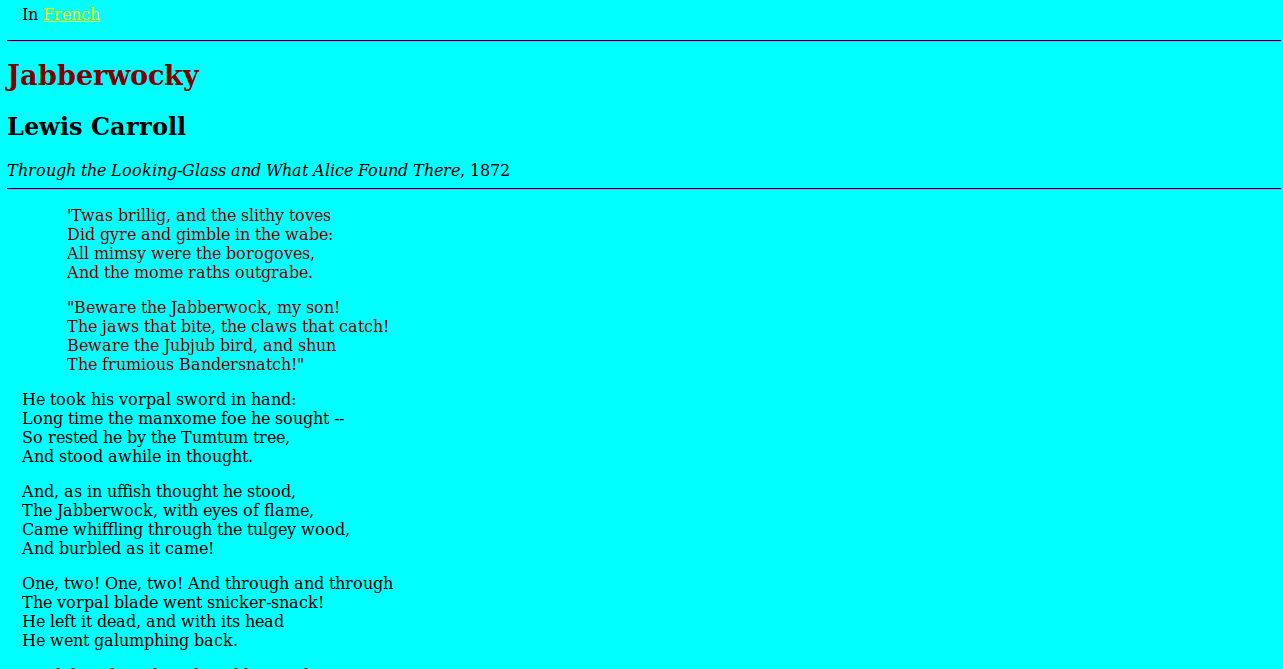 In French
Jabberwocky
Lewis Carroll
Through the Looking-Glass and What Alice Found There, 1872
'Twas brillig, and the slithy toves
Did gyre and gimble in the wabe:
All mimsy were the borogoves,
And the mome raths outgrabe.
"Beware the Jabberwock, my son!
The jaws that bite, the claws that catch!
Beware the Jubjub bird, and shun
The frumious Bandersnatch!"
He took his vorpal sword in hand:
Long time the manxome foe he sought --
So rested he by the Tumtum tree,
And stood awhile in thought.
And, as in uffish thought he stood,
The Jabberwock, with eyes of flame,
Came whiffling through the tulgey wood,
And burbled as it came!
One, two! One, two! And through and through
The vorpal blade went snicker-snack!
He left it dead, and with its head
He went galumphing back.